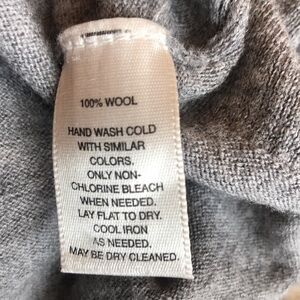 100% WOOL
HAND WASH COLD
WITH SIMILAR
COLORS.
ONLY NON-
CHLORINE BLEACH
WHEN NEEDED.
LAY FLAT TO DRY.
COOL IRON
AS NEEDED.
MAY BE DRY CLEANED.